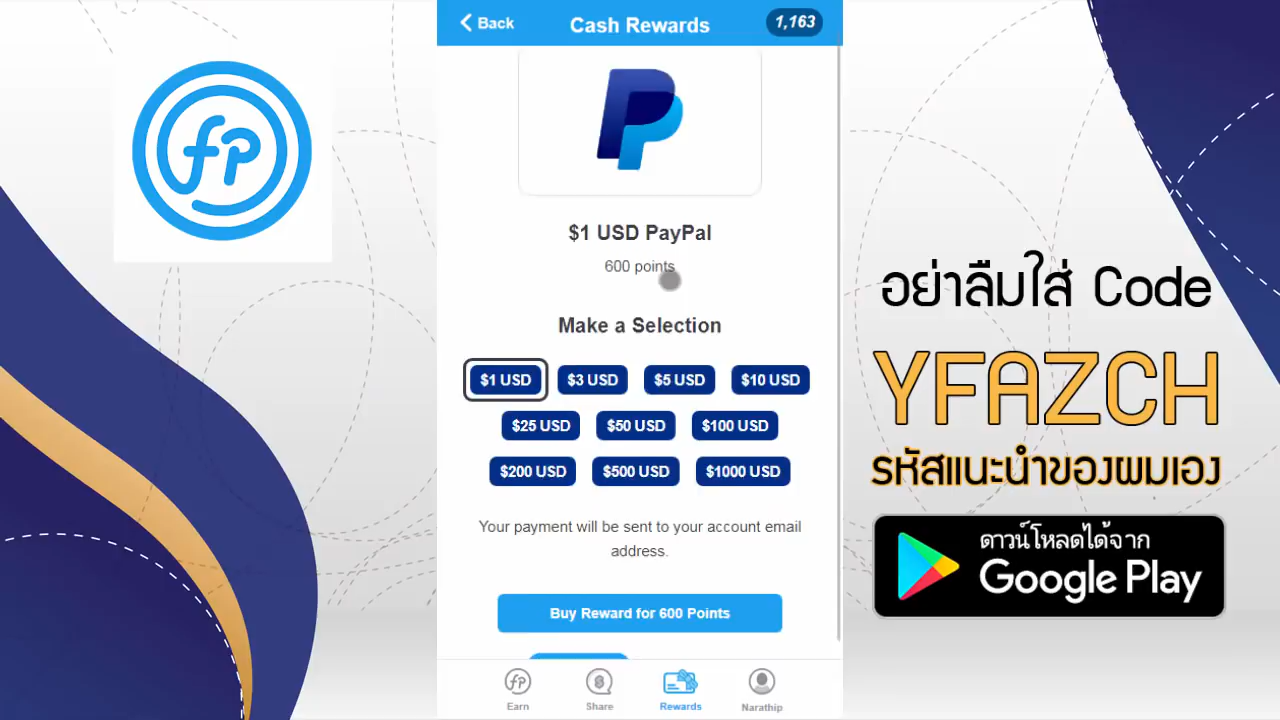 fp
Back
Cash Rewards
1,163
$1 USD PayPal
600 points
Make a Selection
$1 USD
$3 USD
$5 USD
$10 USD
$25 USD
$50 USD
$100 USD
$200 USD
$500 USD
$1000 USD
Your payment will be sent to your account email
address.
Buy Reward for 600 Points
fp
Earn
Share
Rewards
Narathip
อย่าลืมใส่ Code
YFAZCH
รหัสแนะนำของผมเอง
ดาวน์โหลดได้จาก
Google Play